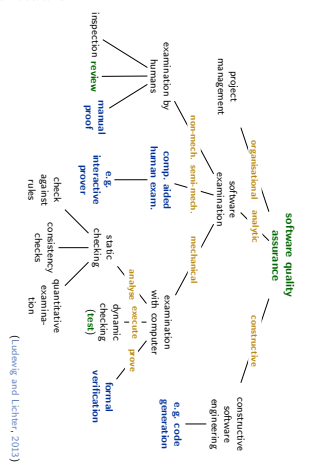 software quality
assurance
organisational
analytic
constructive
project
management
software
examination
constructive
software
engineering
non-mech.
semi-mech.
mechanical
e.g. code
generation
examination by
humans
comp. aided
human exam.
examination
with computer
inspection
review
manual
proof
e.g.
interactive
prover
analyse
execute
prove
static
checking
dynamic
checking
(test)
formal
verification
check
against
rules
consistency
checks
quantitative
examina-
tion
(Ludewig and Lichter, 2013)